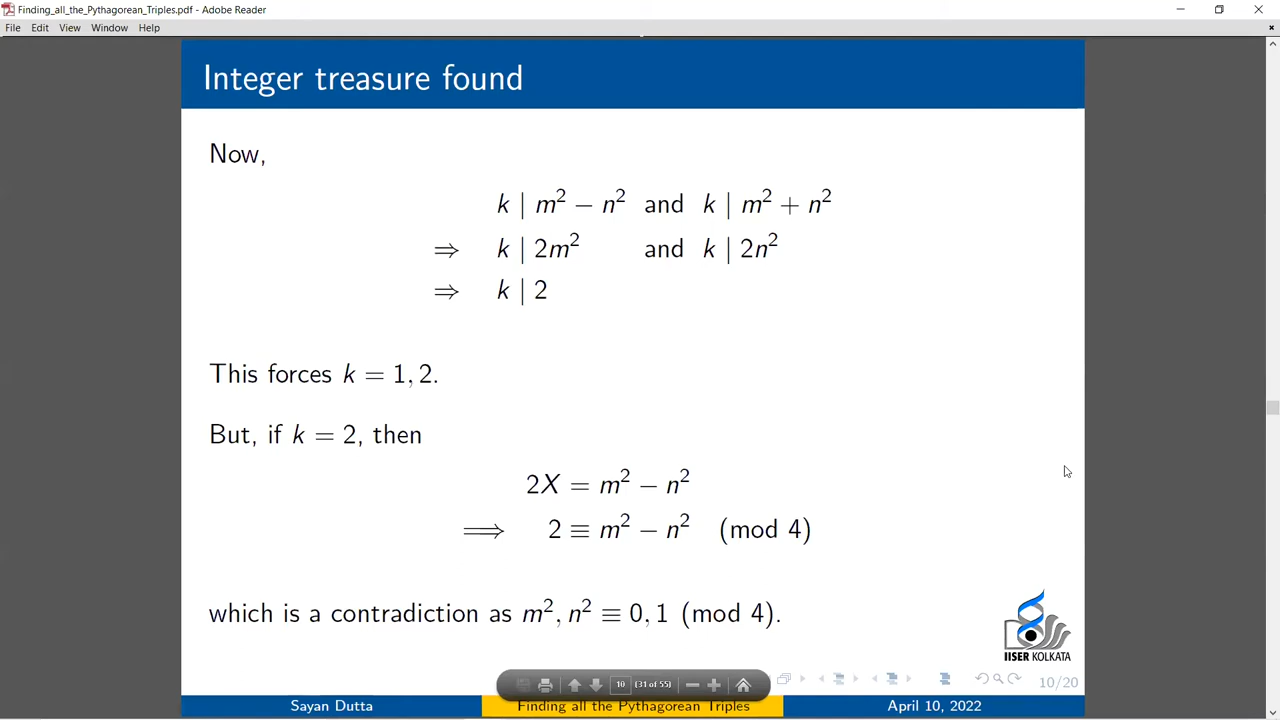 Finding_all_the_Pythagorean_Triples.pdf - Adobe Reader
File Edit View Window Help
Integer treasure found
Now,
k | m² − n² and k | m² + n²
⇒ k | 2m² and k | 2n²
⇒ k | 2
This forces k = 1, 2.
But, if k = 2, then
2X = m² − n²
⟹ 2 ≡ m² − n² (mod 4)
which is a contradiction as m², n² ≡ 0, 1 (mod 4).
IISER KOLKATA
10 (31 of 55)
10/20
Sayan Dutta Finding all the Pythagorean Triples April 10, 2022